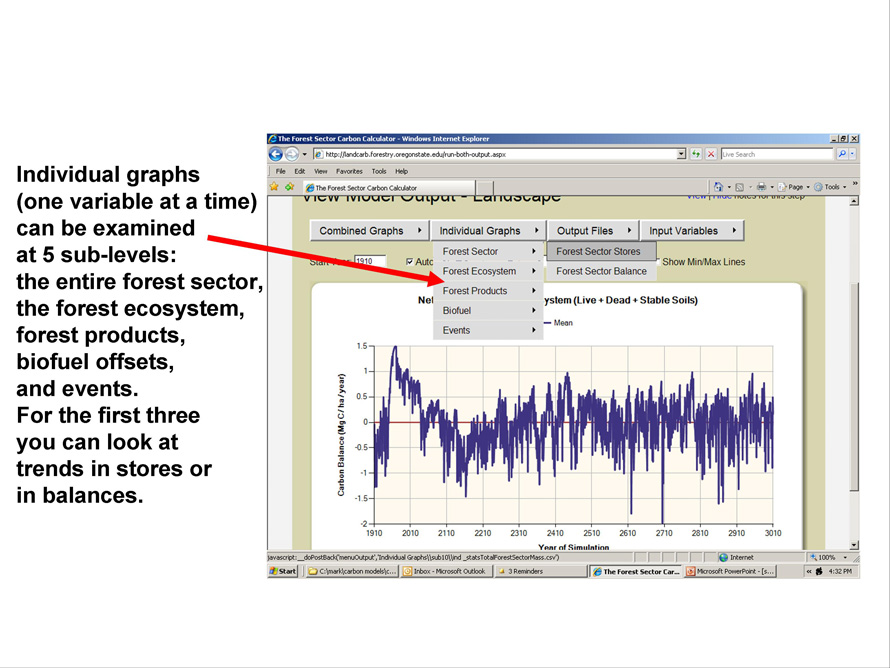 Individual graphs
(one variable at a time)
can be examined
at 5 sub-levels:
the entire forest sector,
the forest ecosystem,
forest products,
biofuel offsets,
and events.
For the first three
you can look at
trends in stores or
in balances.
The Forest Sector Carbon Calculator - Windows Internet Explorer
http://landcarb.forestry.oregonstate.edu/run-both-output.aspx
Live Search
File Edit View Favorites Tools Help
The Forest Sector Carbon Calculator
Page Tools
View Model Output - Landscape
View | Hide notes for this step
Combined Graphs Individual Graphs Output Files Input Variables
Forest Sector Forest Sector Stores
Start Year: 1910 Auto Show Min/Max Lines
Forest Ecosystem Forest Sector Balance
Forest Products
Biofuel
Events
Ne ystem (Live + Dead + Stable Soils)
Mean
Carbon Balance (Mg C / ha / year)
1.5
1
0.5
0
-0.5
-1
-1.5
-2
1910 2010 2110 2210 2310 2410 2510 2610 2710 2810 2910 3010
Year of Simulation
javascript:__doPostBack('menuOutput','Individual Graphs\\sub10\\ind_statsTotalForestSectorMass.csv')
Internet 100%
Start C:\mark\carbon models\c... Inbox - Microsoft Outlook 3 Reminders The Forest Sector Car... Microsoft PowerPoint - [s... 4:32 PM